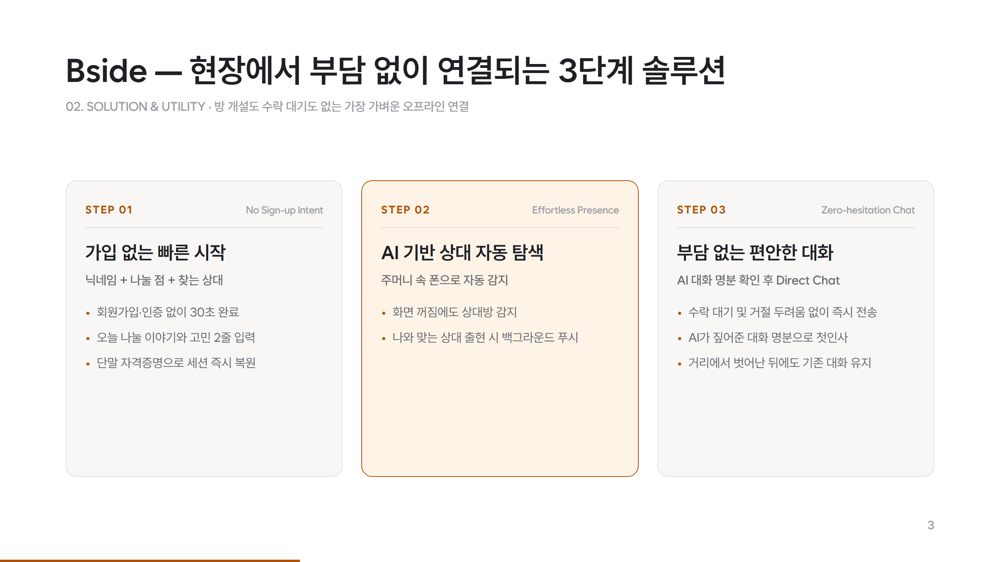 Bside — 현장에서 부담 없이 연결되는 3단계 솔루션
02. SOLUTION & UTILITY · 방 개설도 수락 대기도 없는 가장 가벼운 오프라인 연결
STEP 01
No Sign-up Intent
가입 없는 빠른 시작
닉네임 + 나눌 점 + 찾는 상대
• 회원가입·인증 없이 30초 완료
• 오늘 나눌 이야기와 고민 2줄 입력
• 단말 자격증명으로 세션 즉시 복원
STEP 02
Effortless Presence
AI 기반 상대 자동 탐색
주머니 속 폰으로 자동 감지
• 화면 꺼짐에도 상대방 감지
• 나와 맞는 상대 출현 시 백그라운드 푸시
STEP 03
Zero-hesitation Chat
부담 없는 편안한 대화
AI 대화 명분 확인 후 Direct Chat
• 수락 대기 및 거절 두려움 없이 즉시 전송
• AI가 짚어준 대화 명분으로 첫인사
• 거리에서 벗어난 뒤에도 기존 대화 유지
3